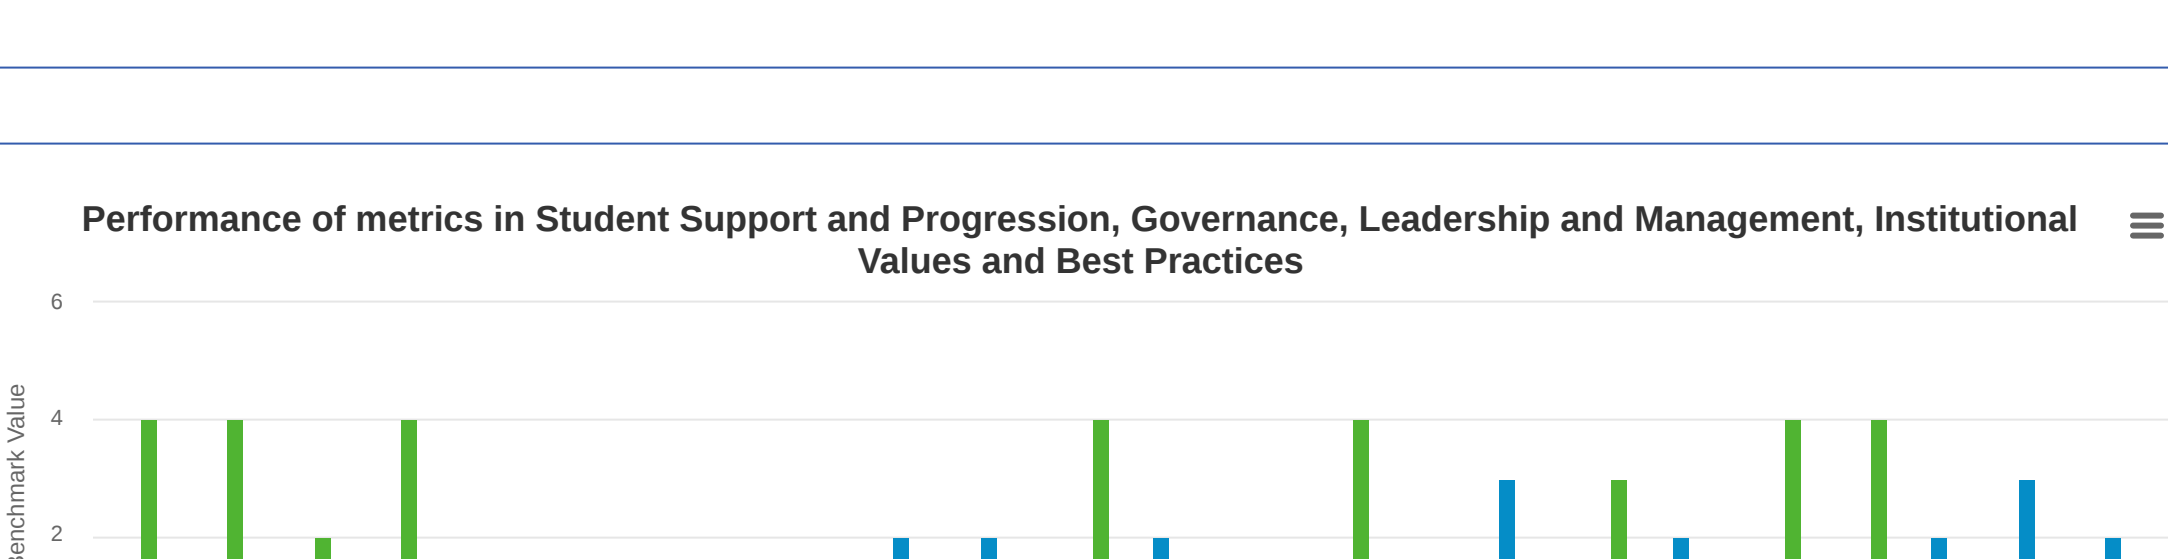 Performance of metrics in Student Support and Progression, Governance, Leadership and Management, Institutional
Values and Best Practices
6
4
2
Benchmark Value